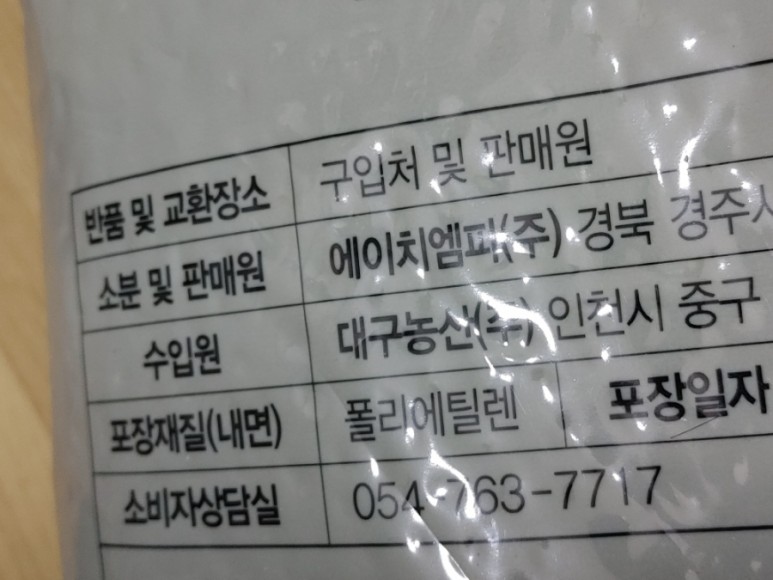 반품 및 교환장소 구입처 및 판매원
소분 및 판매원 에이치엠피(주) 경북 경주시
수입원 대구농산(주) 인천시 중구
포장재질(내면) 폴리에틸렌 포장일자
소비자상담실 054-763-7717